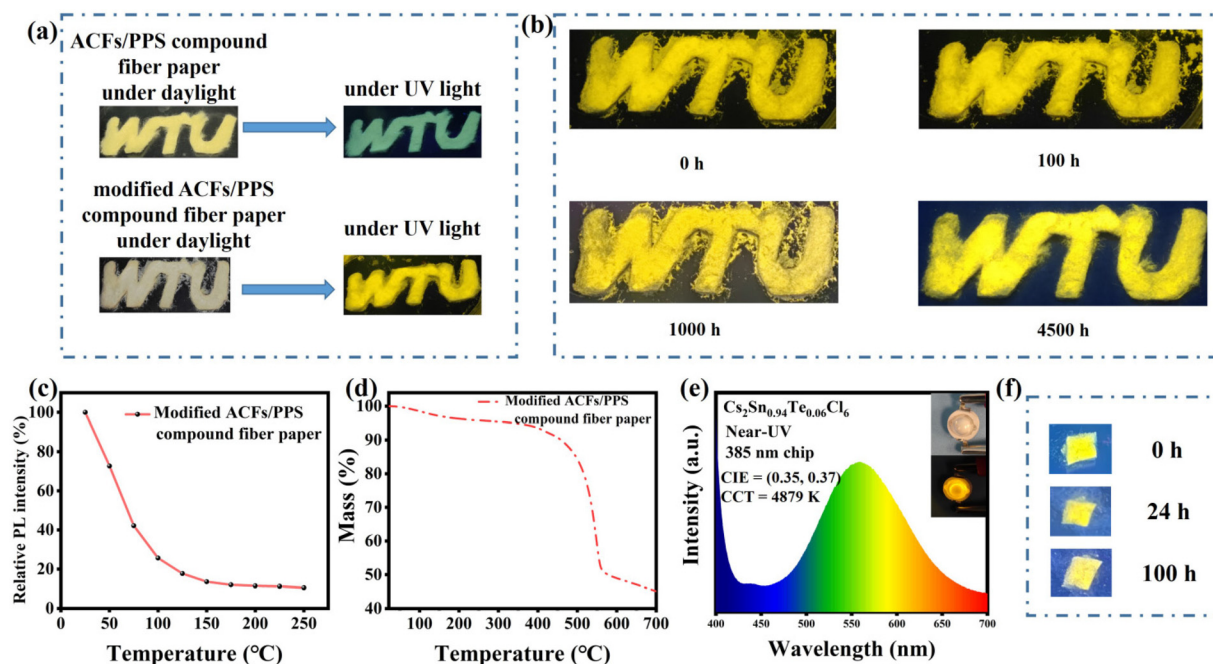 (a)
ACFs/PPS compound
fiber paper
under daylight
under UV light
WTU
WTU
modified ACFs/PPS
compound fiber paper
under daylight
under UV light
WTU
WTU
(b)
WTU
WTU
0 h
100 h
WTU
WTU
1000 h
4500 h
(c)
Relative PL intensity (%)
100
80
60
40
20
0
Modified ACFs/PPS
compound fiber paper
0
50
100
150
200
250
Temperature (°C)
(d)
Mass (%)
100
90
80
70
60
50
40
Modified ACFs/PPS
compound fiber paper
100
200
300
400
500
600
700
Temperature (°C)
(e)
Intensity (a.u.)
Cs₂Sn₀.₉₄Te₀.₀₆Cl₆
Near-UV
385 nm chip
CIE = (0.35, 0.37)
CCT = 4879 K
400
450
500
550
600
650
700
Wavelength (nm)
(f)
0 h
24 h
100 h